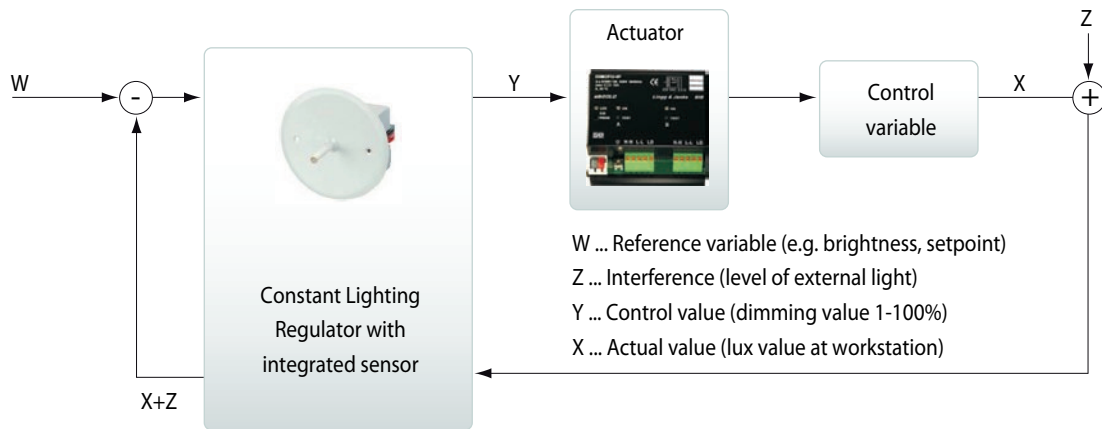 Z
Actuator
W
-
Y
Control
variable
X
+
W ... Reference variable (e.g. brightness, setpoint)
Z ... Interference (level of external light)
Y ... Control value (dimming value 1-100%)
X ... Actual value (lux value at workstation)
Constant Lighting
Regulator with
integrated sensor
X+Z